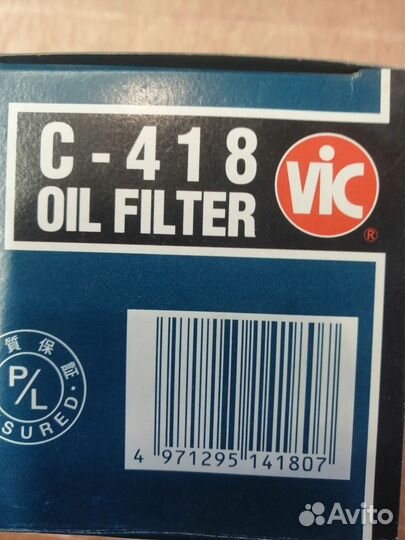 C-418
OIL FILTER
VIC
®
質保証
P/L
SURED
4 971295 141807
Avito